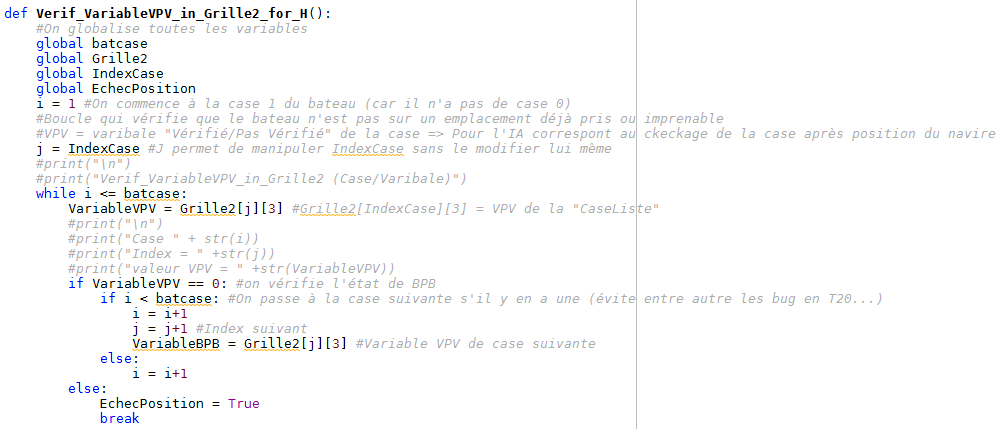 def Verif_VariableVPV_in_Grille2_for_H():
    #On globalise toutes les variables
    global batcase
    global Grille2
    global IndexCase
    global EchecPosition
    i = 1 #On commence à la case 1 du bateau (car il n'a pas de case 0)
    #Boucle qui vérifie que le bateau n'est pas sur un emplacement déjà pris ou imprenable
    #VPV = varibale "Vérifié/Pas Vérifié" de la case => Pour l'IA correspont au ckeckage de la case après position du navire
    j = IndexCase #J permet de manipuler IndexCase sans le modifier lui même
    #print("\n")
    #print("Verif_VariableVPV_in_Grille2 (Case/Varibale)")
    while i <= batcase:
        VariableVPV = Grille2[j][3] #Grille2[IndexCase][3] = VPV de la "CaseListe"
        #print("\n")
        #print("Case " + str(i))
        #print("Index = " +str(j))
        #print("valeur VPV = " +str(VariableVPV))
        if VariableVPV == 0: #on vérifie l'état de BPB
            if i < batcase: #On passe à la case suivante s'il y en a une (évite entre autre les bug en T20...)
                i = i+1
                j = j+1 #Index suivant
                VariableBPB = Grille2[j][3] #Variable VPV de case suivante
            else:
                i = i+1
        else:
            EchecPosition = True
            break